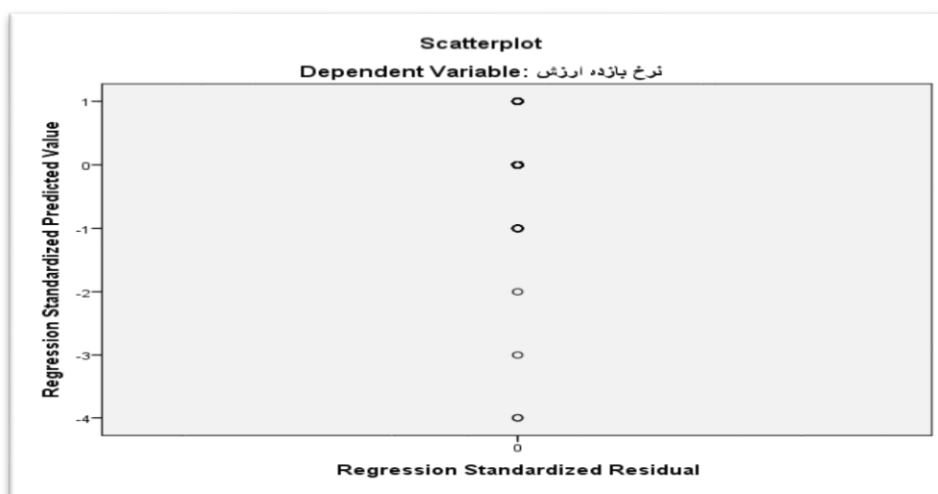 Scatterplot
Dependent Variable: نرخ بازده ارزش
Regression Standardized Predicted Value
1
0
-1
-2
-3
-4
0
Regression Standardized Residual